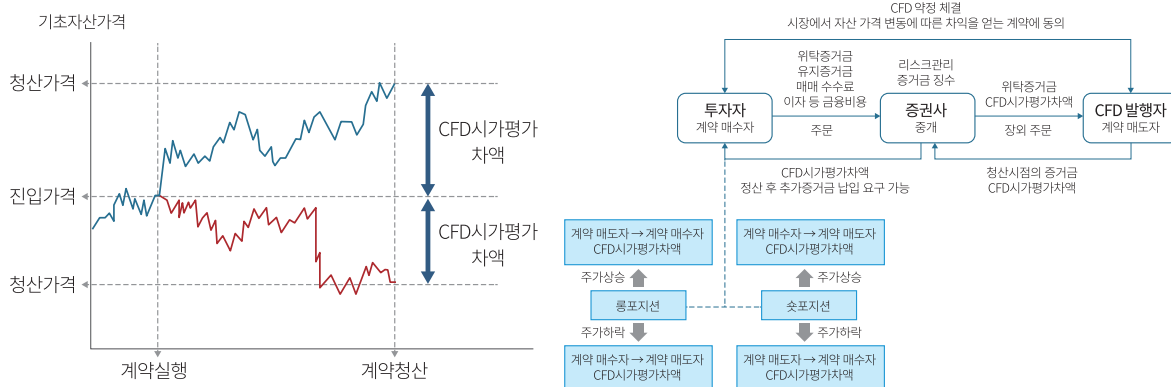 기초자산가격
청산가격
진입가격
청산가격
CFD시가평가
차액
CFD시가평가
차액
계약실행
계약청산
CFD 약정 체결
시장에서 자산 가격 변동에 따른 차익을 얻는 계약에 동의
위탁증거금
유지증거금
매매 수수료
이자 등 금융비용
주문
리스크관리
증거금 징수
위탁증거금
CFD시가평가차액
장외 주문
투자자
계약 매수자
증권사
중개
CFD 발행자
계약 매도자
CFD시가평가차액
정산 후 추가증거금 납입 요구 가능
청산시점의 증거금
CFD시가평가차액
계약 매도자 → 계약 매수자
CFD시가평가차액
계약 매수자 → 계약 매도자
CFD시가평가차액
주가상승
주가상승
롱포지션
숏포지션
주가하락
주가하락
계약 매수자 → 계약 매도자
CFD시가평가차액
계약 매도자 → 계약 매수자
CFD시가평가차액